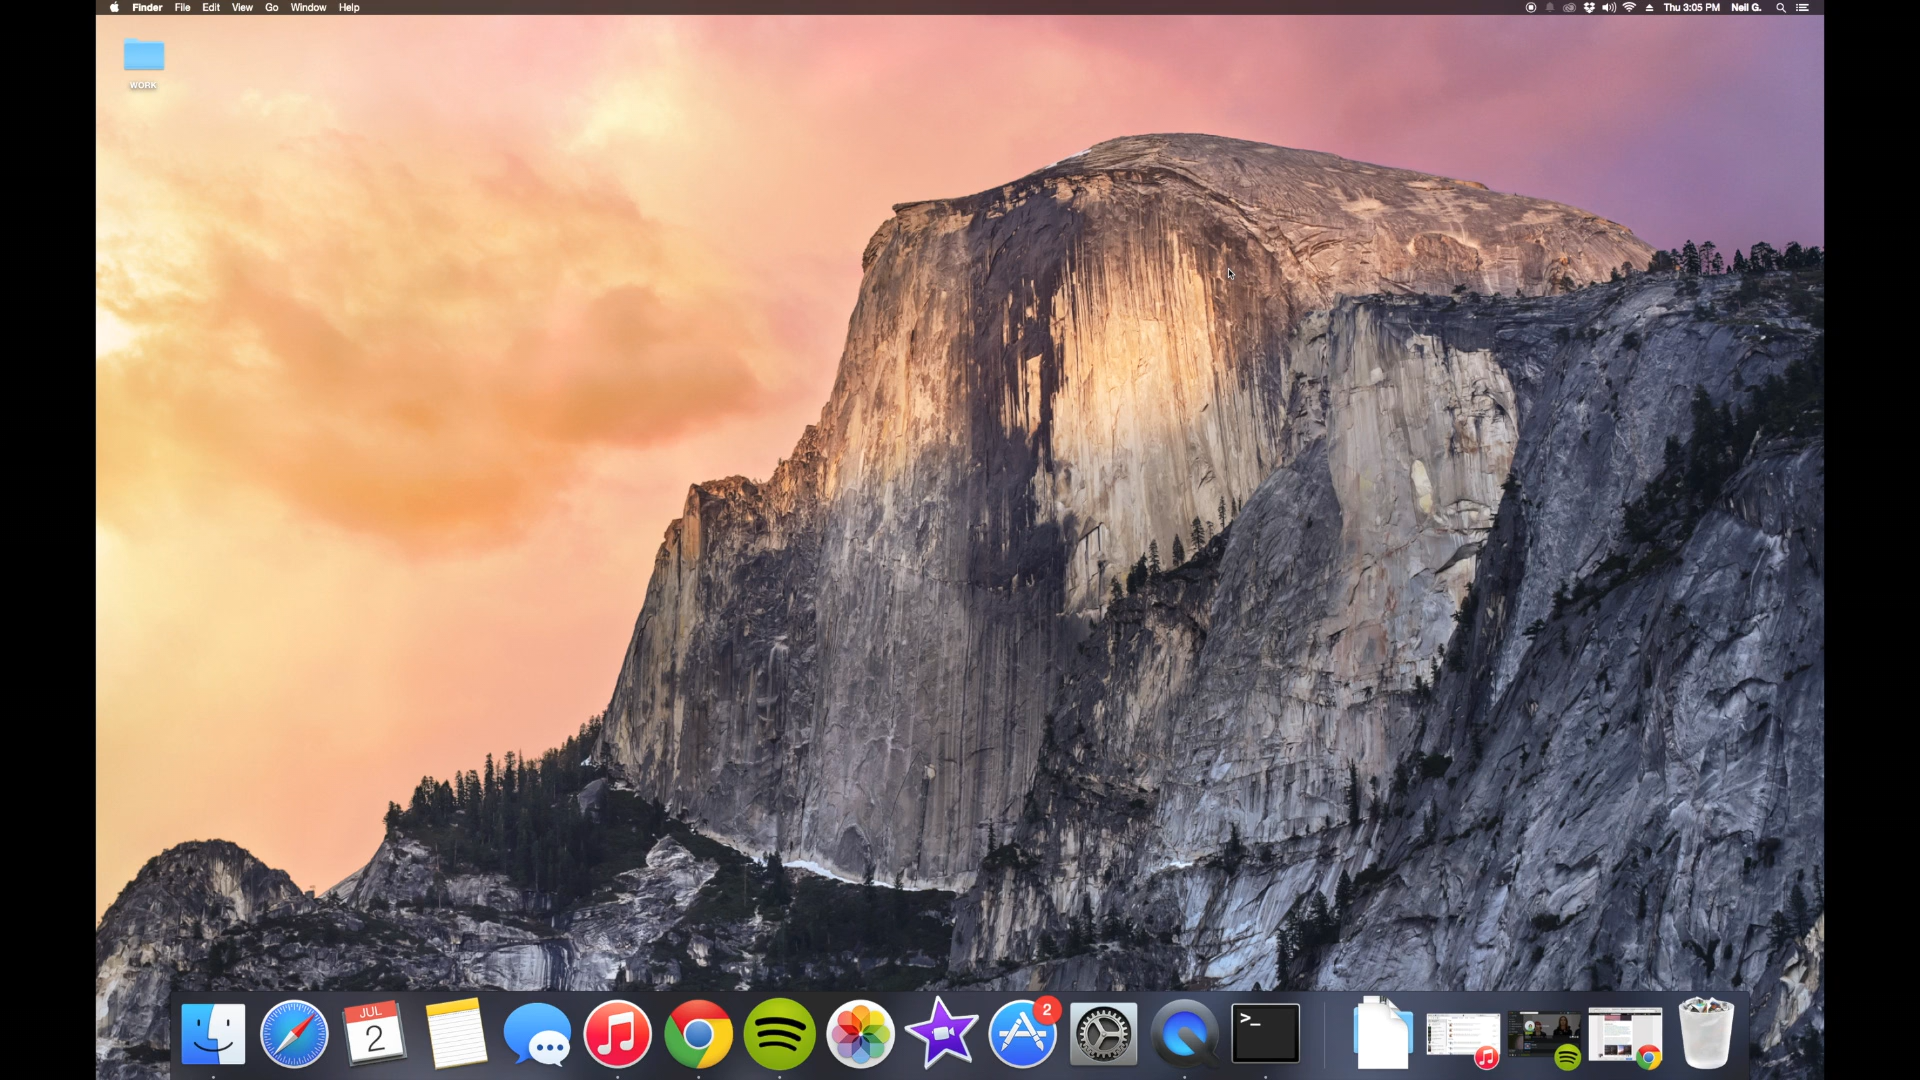 Finder File Edit View Go Window Help Thu 3:05 PM Neil G.
WORK
JUL
2
2
>_